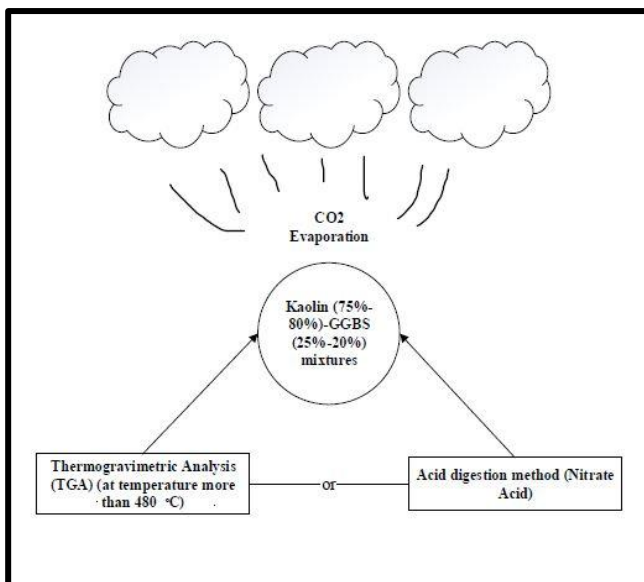 CO2
Evaporation
Kaolin (75%-
80%)-GGBS
(25%-20%)
mixtures
Thermogravimetric Analysis
(TGA) (at temperature more
than 480 °C)
or
Acid digestion method (Nitrate
Acid)